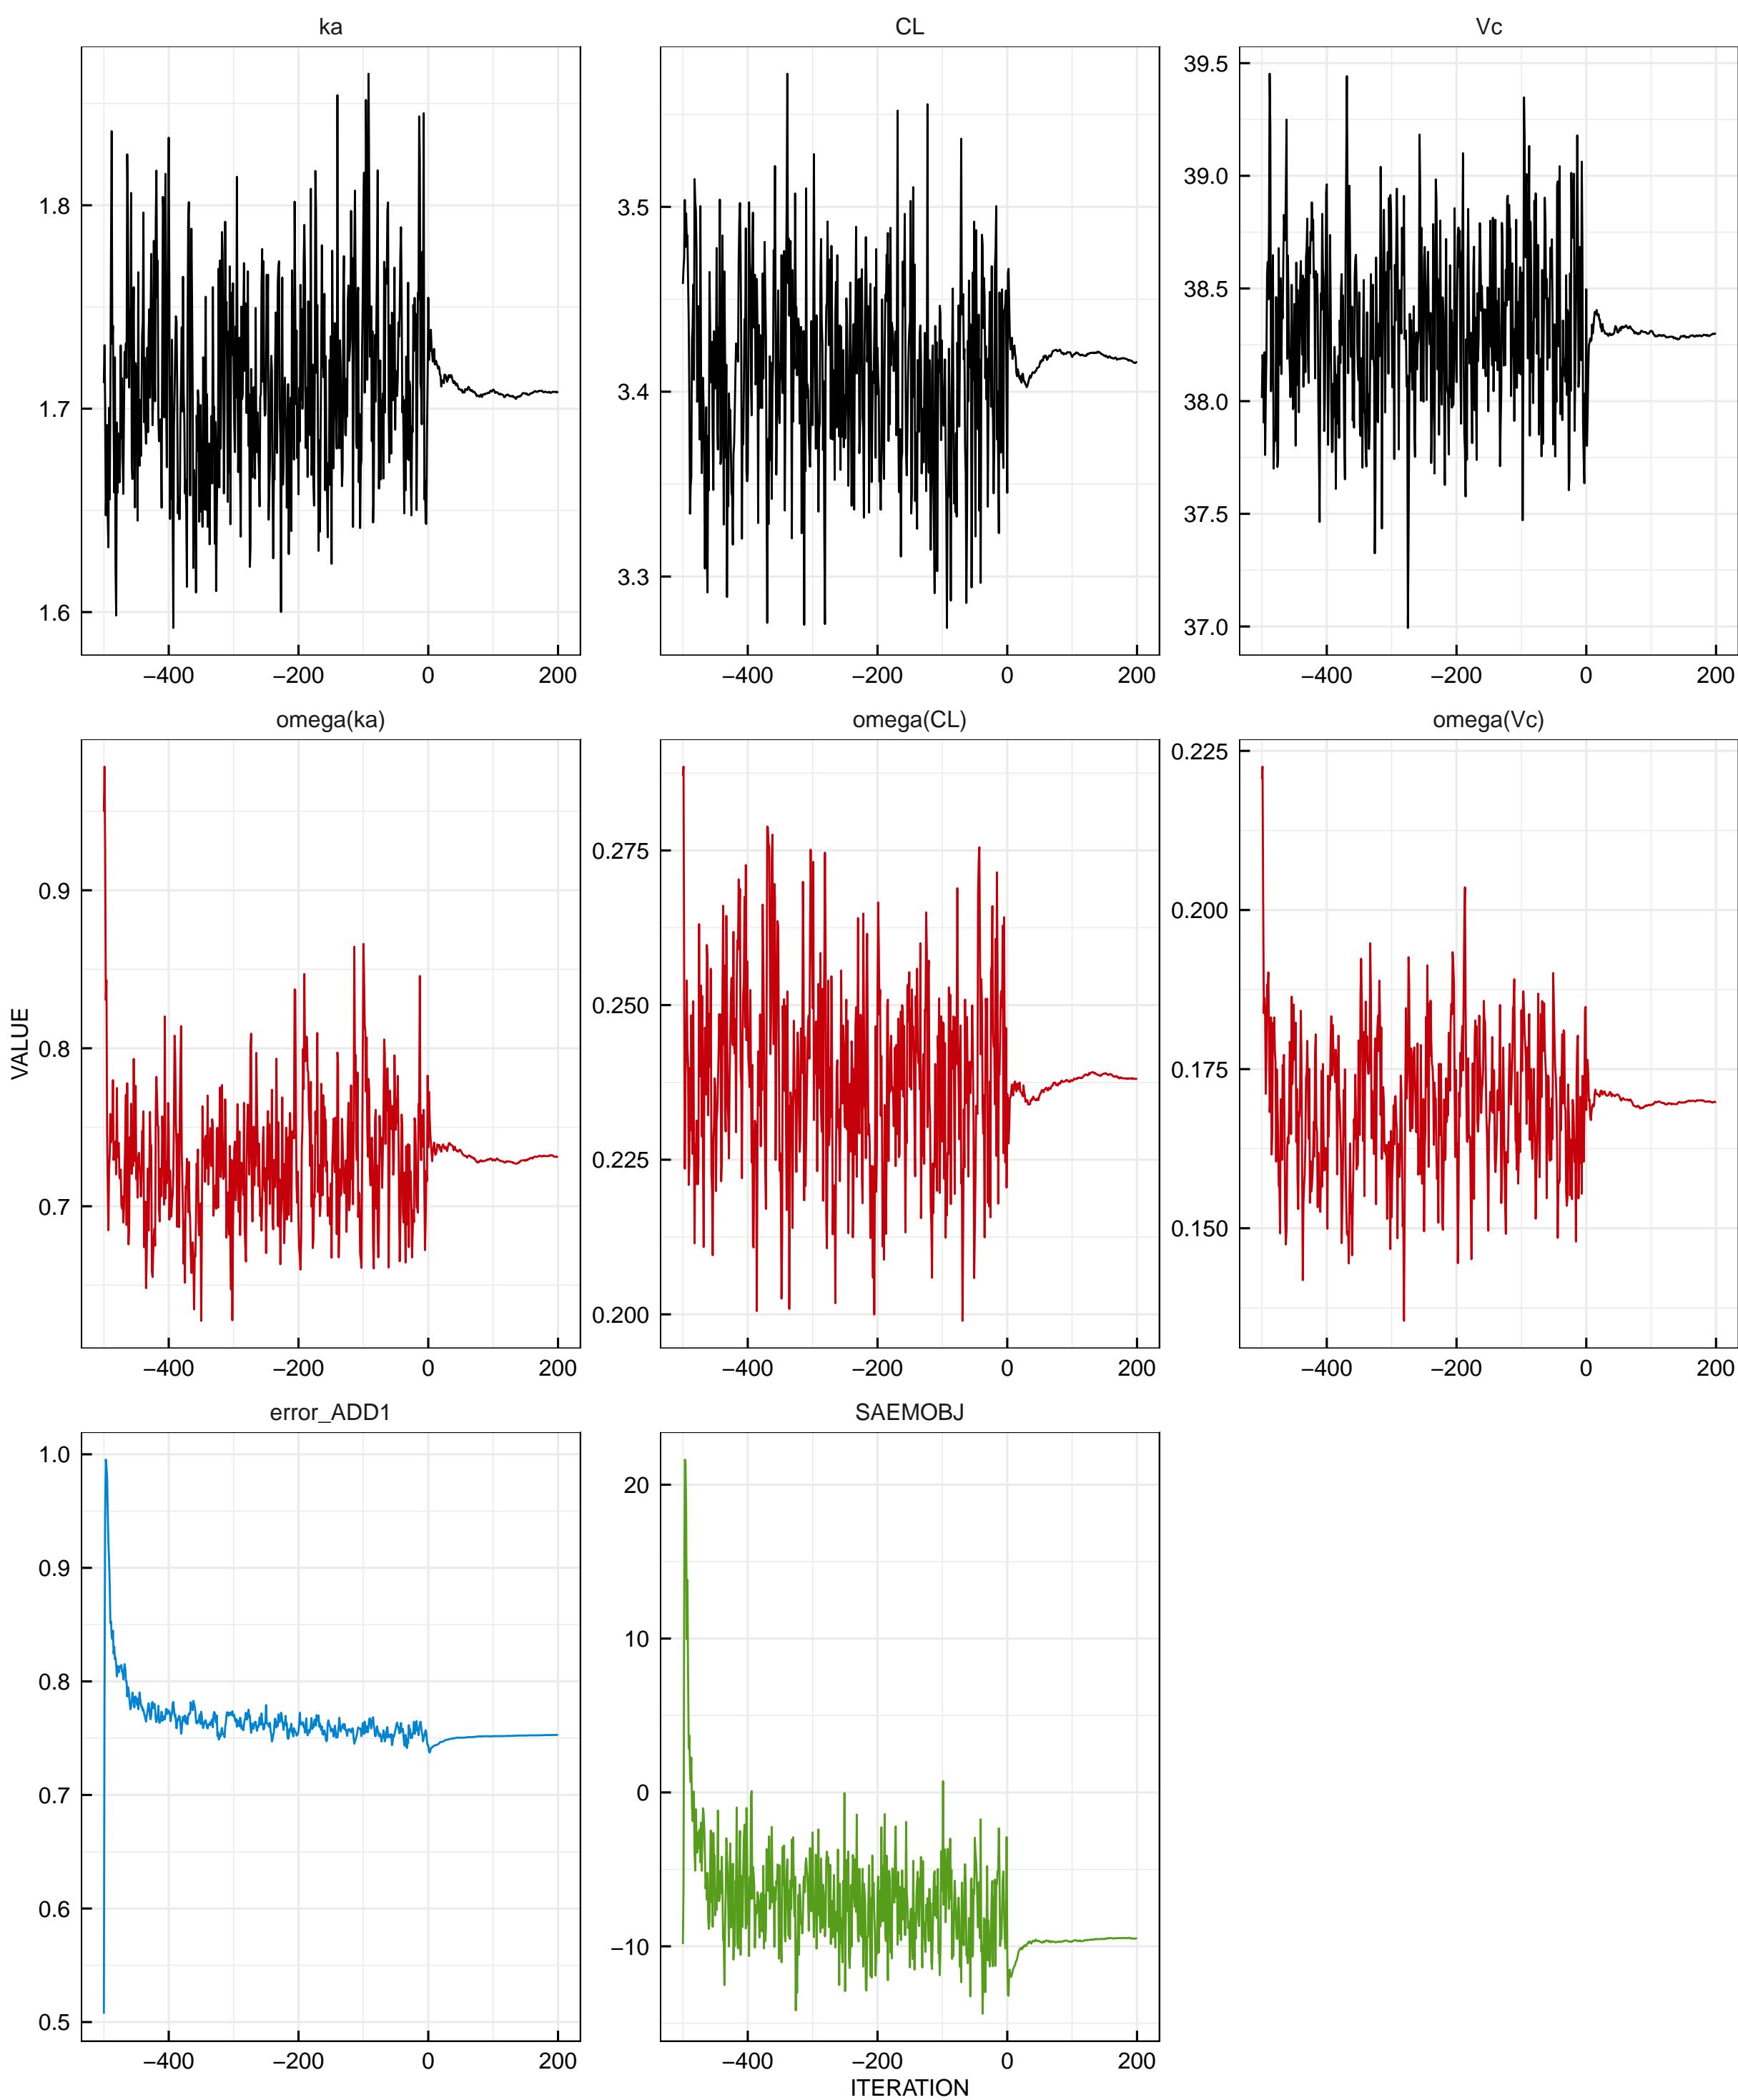 ka CL Vc
39.5
1.8 3.5 39.0
38.5
1.7 3.4 38.0
37.5
1.6 3.3 37.0
−400 −200 0 200 −400 −200 0 200 −400 −200 0 200
omega(ka) omega(CL) omega(Vc)
0.225
0.9 0.275 0.200
0.8 0.250 0.175
0.7 0.225 0.150
0.200
−400 −200 0 200 −400 −200 0 200 −400 −200 0 200
VALUE
error_ADD1 SAEMOBJ
1.0 20
0.9 10
0.8
0.7 0
0.6 −10
0.5
−400 −200 0 200 −400 −200 0 200
ITERATION